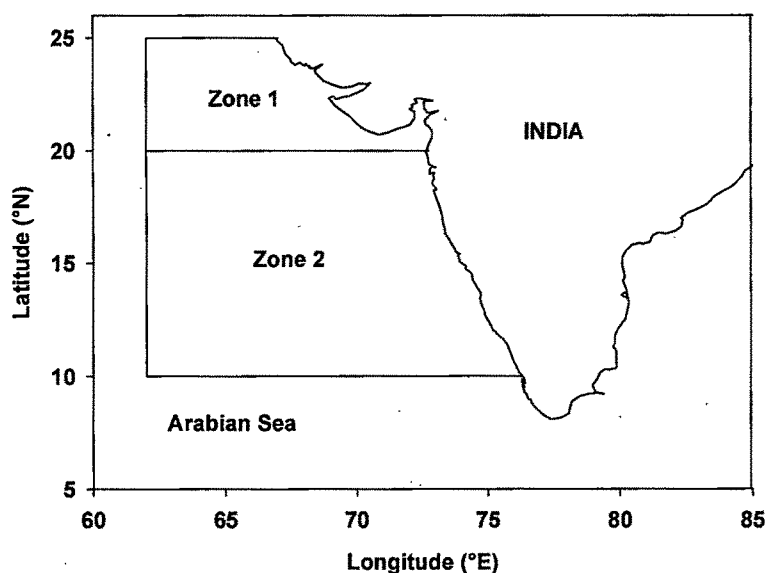 25
Zone 1
INDIA
20
Latitude (°N)
Zone 2
15
10
Arabian Sea
5
60 65 70 75 80 85
Longitude (°E)